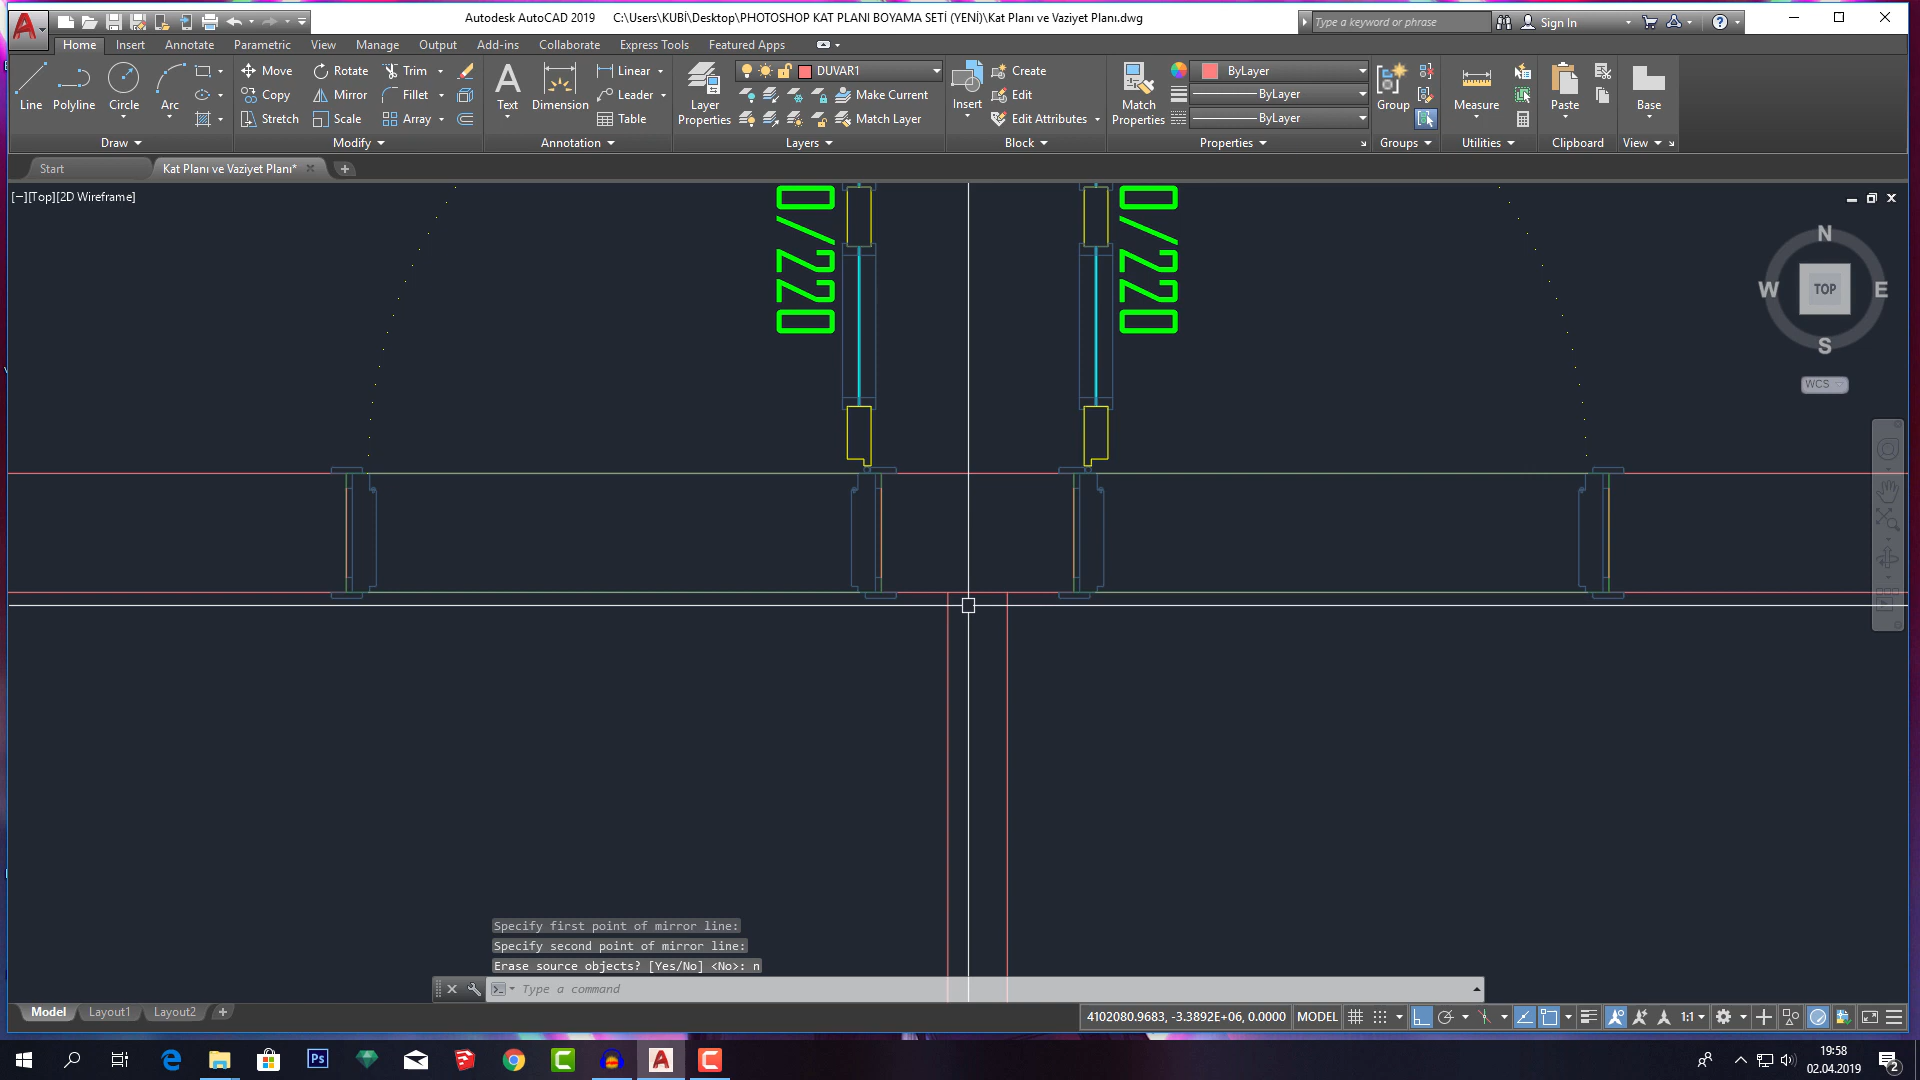 Autodesk AutoCAD 2019 C:\Users\KUBİ\Desktop\PHOTOSHOP KAT PLANI BOYAMA SETİ (YENİ)\Kat Planı ve Vaziyet Planı.dwg
Type a keyword or phrase
Sign In
Home Insert Annotate Parametric View Manage Output Add-ins Collaborate Express Tools Featured Apps
Line Polyline Circle Arc
Move Rotate Trim
Copy Mirror Fillet
Stretch Scale Array
Text Dimension
Linear
Leader
Table
Layer Properties
DUVAR1
Make Current
Match Layer
Insert
Create
Edit
Edit Attributes
Match Properties
ByLayer
ByLayer
ByLayer
Group
Measure
Paste
Base
Draw Modify Annotation Layers Block Properties Groups Utilities Clipboard View
Start
Kat Planı ve Vaziyet Planı*
[−][Top][2D Wireframe]
0/220
0/220
N
W
TOP
E
S
WCS
Specify first point of mirror line:
Specify second point of mirror line:
Erase source objects? [Yes/No] <No>: n
Type a command
Model Layout1 Layout2
4102080.9683, -3.3892E+06, 0.0000 MODEL
1:1
Ps
19:58
02.04.2019
2